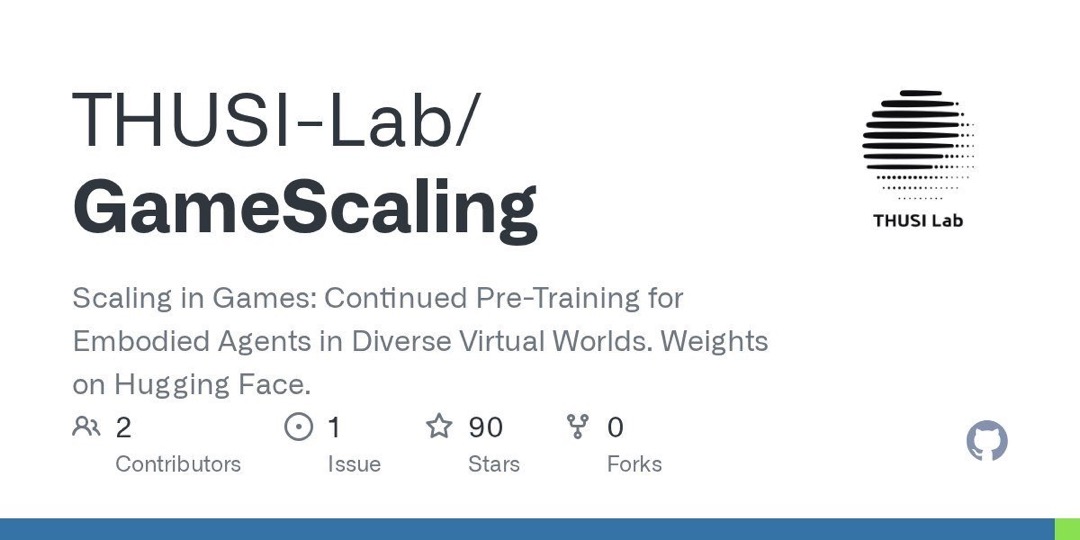 THUSI-Lab/
GameScaling
THUSI Lab
Scaling in Games: Continued Pre-Training for
Embodied Agents in Diverse Virtual Worlds. Weights
on Hugging Face.
2
Contributors
1
Issue
90
Stars
0
Forks